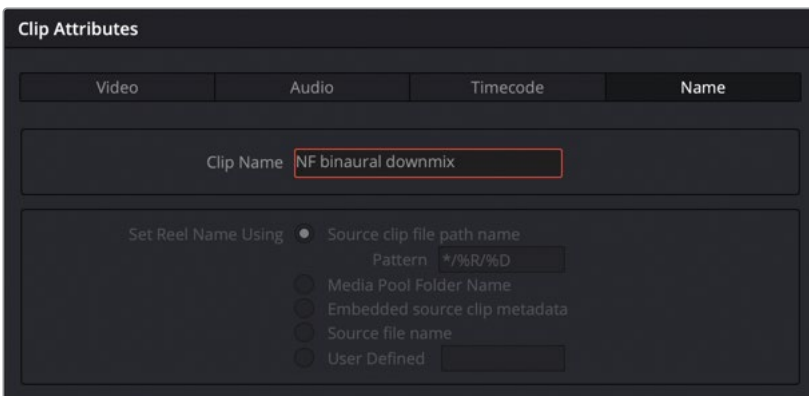 Clip Attributes
Video Audio Timecode Name
Clip Name NF binaural downmix
Set Reel Name Using Source clip file path name
Pattern */%R/%D
Media Pool Folder Name
Embedded source clip metadata
Source file name
User Defined